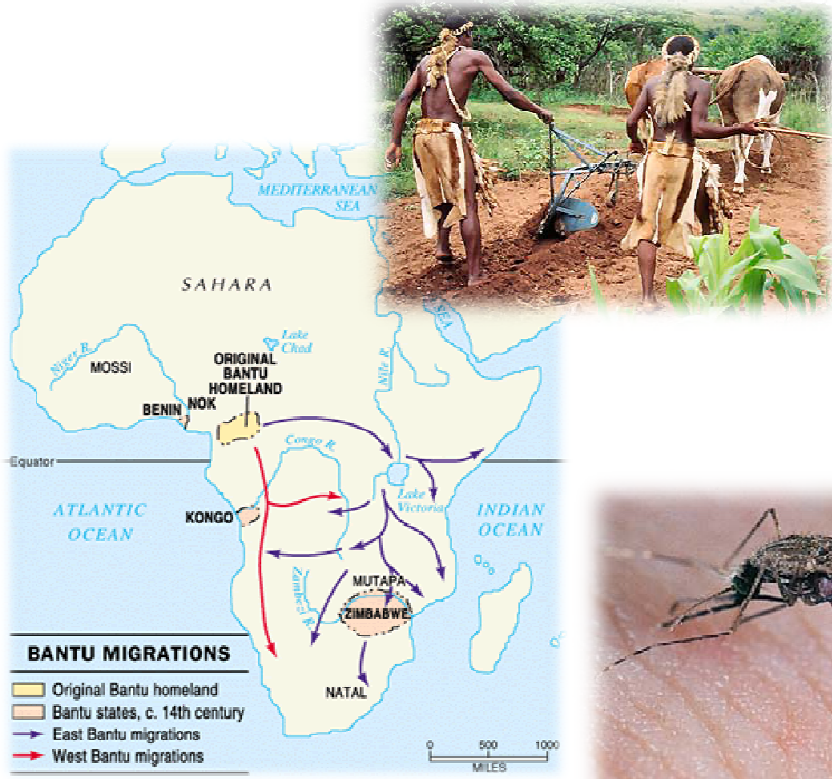 MEDITERRANEAN
SEA
SAHARA
SEA
Lake
Chad
Niger R.
Nile R.
MOSSI
ORIGINAL
BANTU
HOMELAND
BENIN
NOK
Congo R.
Equator
Lake
Victoria
ATLANTIC
OCEAN
KONGO
INDIAN
OCEAN
MUTAPA
Zambezi R.
ZIMBABWE
NATAL
BANTU MIGRATIONS
Original Bantu homeland
Bantu states, c. 14th century
East Bantu migrations
West Bantu migrations
0 500 1000
MILES